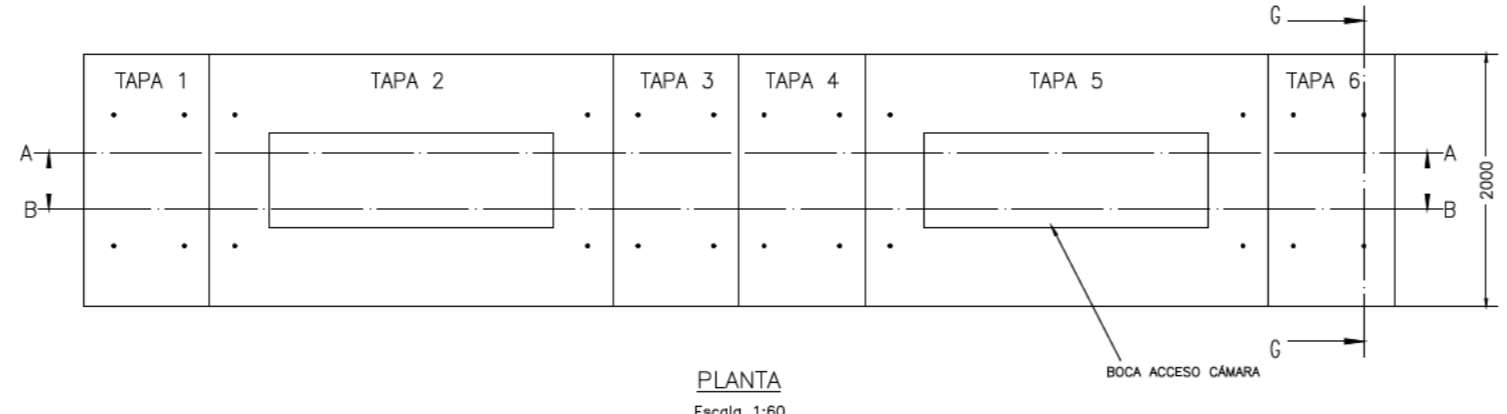 G
TAPA 1
TAPA 2
TAPA 3
TAPA 4
TAPA 5
TAPA 6
A
A
2000
B
B
G
BOCA ACCESO CÁMARA
PLANTA
Escala 1:60